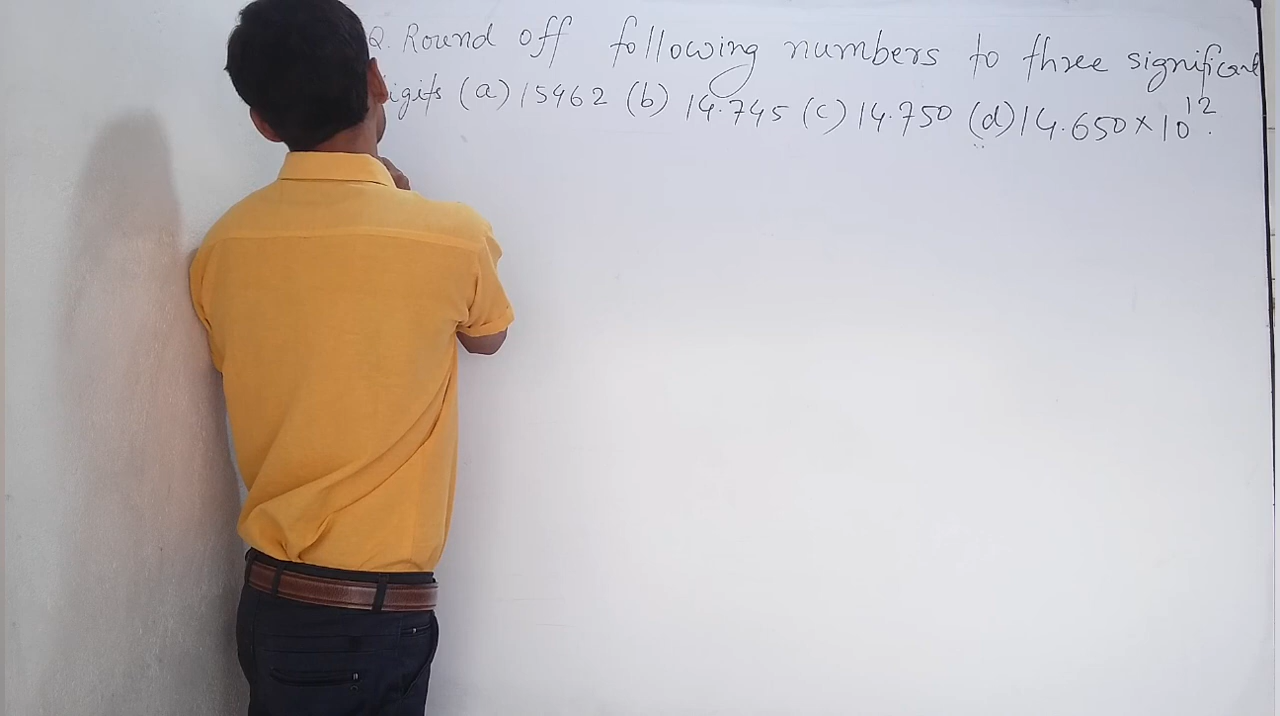 Q. Round off following numbers to three significant
igits (a) 15462 (b) 14.745 (c) 14.750 (d) 14.650×10¹².